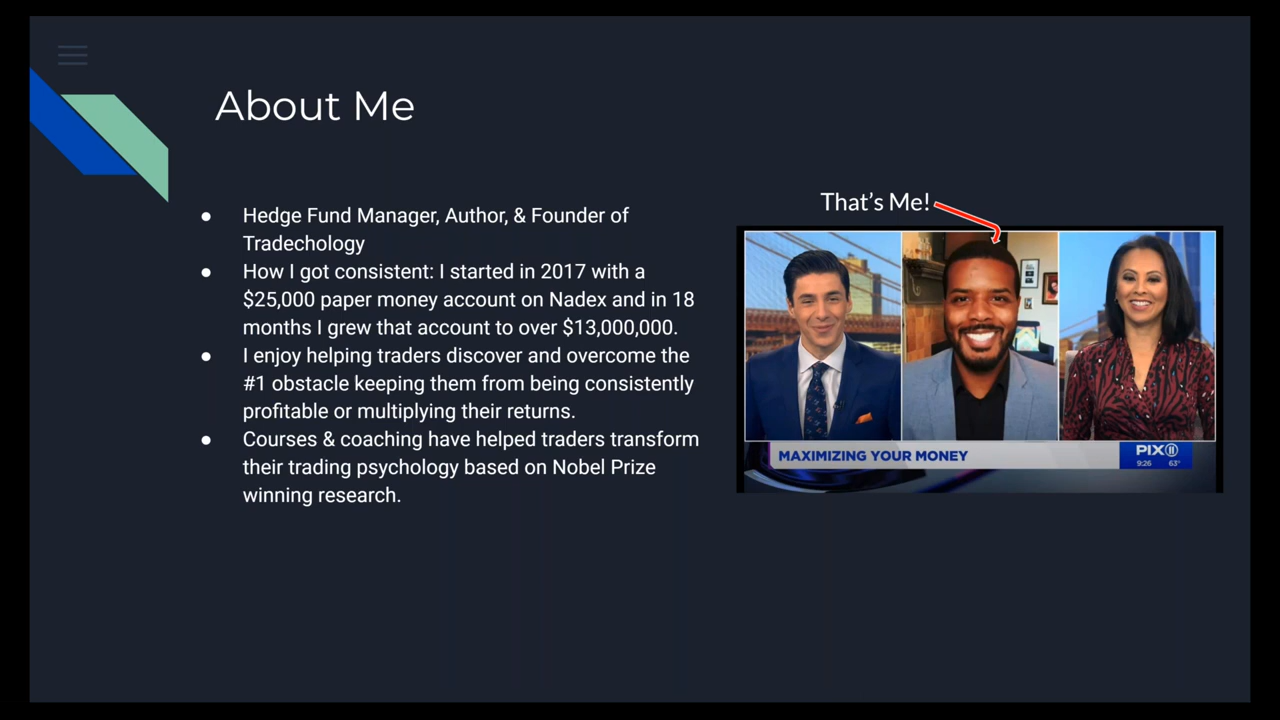 About Me
That's Me!
● Hedge Fund Manager, Author, & Founder of
Tradechology
● How I got consistent: I started in 2017 with a
$25,000 paper money account on Nadex and in 18
months I grew that account to over $13,000,000.
● I enjoy helping traders discover and overcome the
#1 obstacle keeping them from being consistently
profitable or multiplying their returns.
● Courses & coaching have helped traders transform
their trading psychology based on Nobel Prize
winning research.
MAXIMIZING YOUR MONEY
PIX11
9:26 63°